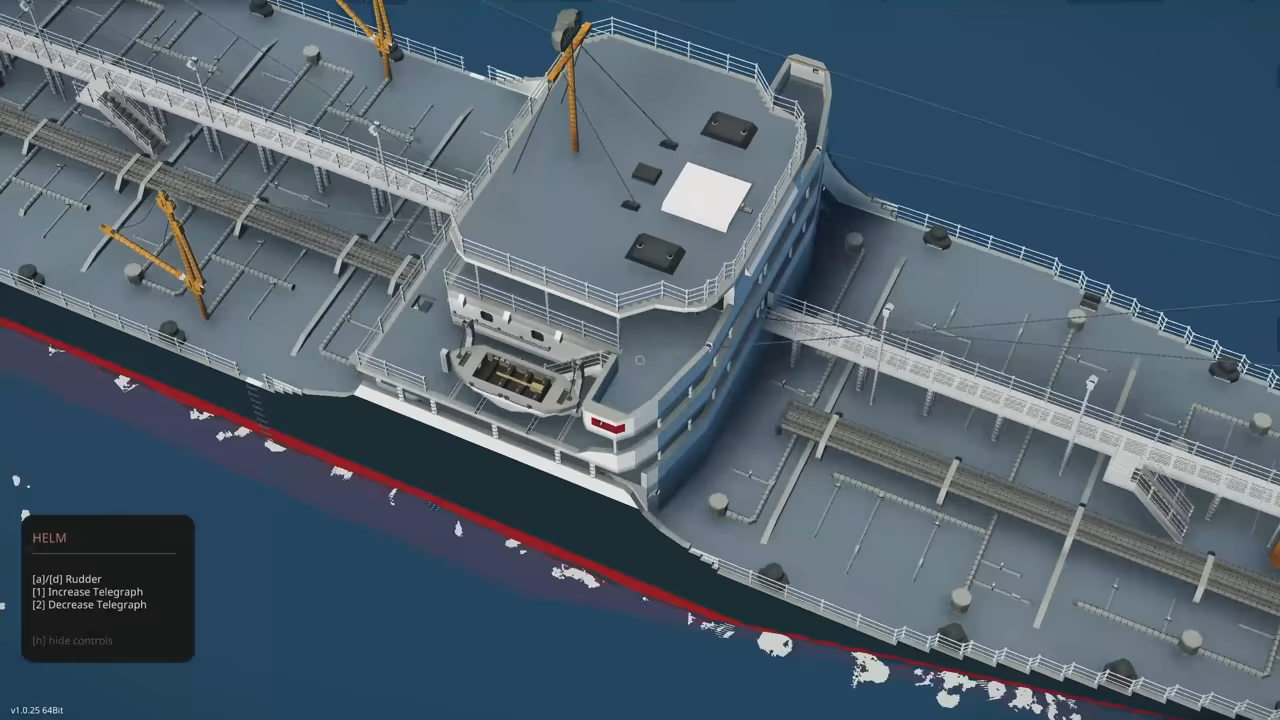 HELM
[a]/[d] Rudder
[1] Increase Telegraph
[2] Decrease Telegraph
[h] hide controls
v1.0.25 64Bit